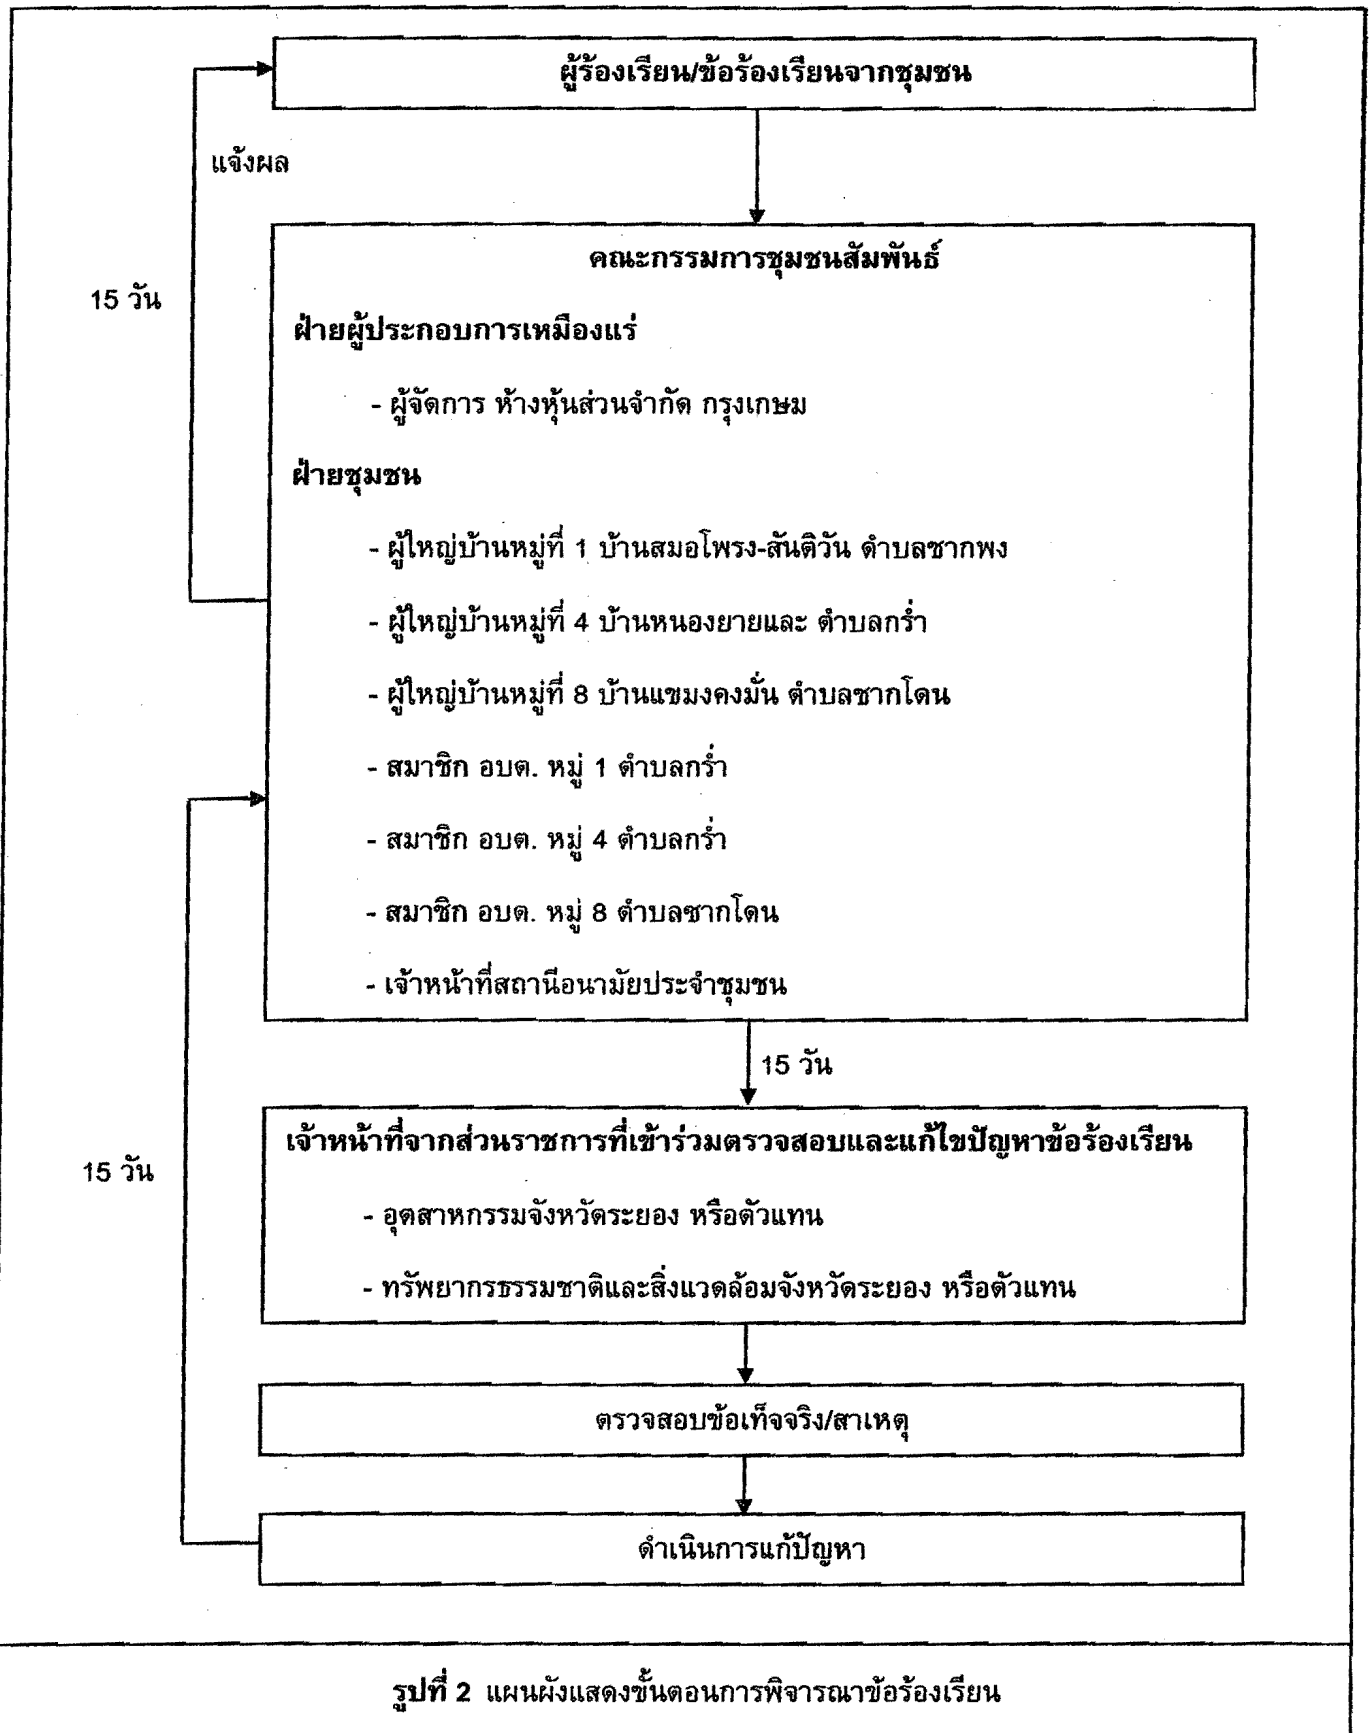 ผู้ร้องเรียน/ข้อร้องเรียนจากชุมชน
แจ้งผล
15 วัน
คณะกรรมการชุมชนสัมพันธ์
ฝ่ายผู้ประกอบการเหมืองแร่
- ผู้จัดการ ห้างหุ้นส่วนจำกัด กรุงเกษม
ฝ่ายชุมชน
- ผู้ใหญ่บ้านหมู่ที่ 1 บ้านสมอโพรง-สันติวัน ตำบลชากพง
- ผู้ใหญ่บ้านหมู่ที่ 4 บ้านหนองยายและ ตำบลกร่ำ
- ผู้ใหญ่บ้านหมู่ที่ 8 บ้านแขมงคงมั่น ตำบลชากโดน
- สมาชิก อบต. หมู่ 1 ตำบลกร่ำ
- สมาชิก อบต. หมู่ 4 ตำบลกร่ำ
- สมาชิก อบต. หมู่ 8 ตำบลชากโดน
- เจ้าหน้าที่สถานีอนามัยประจำชุมชน
15 วัน
15 วัน
เจ้าหน้าที่จากส่วนราชการที่เข้าร่วมตรวจสอบและแก้ไขปัญหาข้อร้องเรียน
- อุตสาหกรรมจังหวัดระยอง หรือตัวแทน
- ทรัพยากรธรรมชาติและสิ่งแวดล้อมจังหวัดระยอง หรือตัวแทน
ตรวจสอบข้อเท็จจริง/สาเหตุ
ดำเนินการแก้ปัญหา
รูปที่ 2 แผนผังแสดงขั้นตอนการพิจารณาข้อร้องเรียน